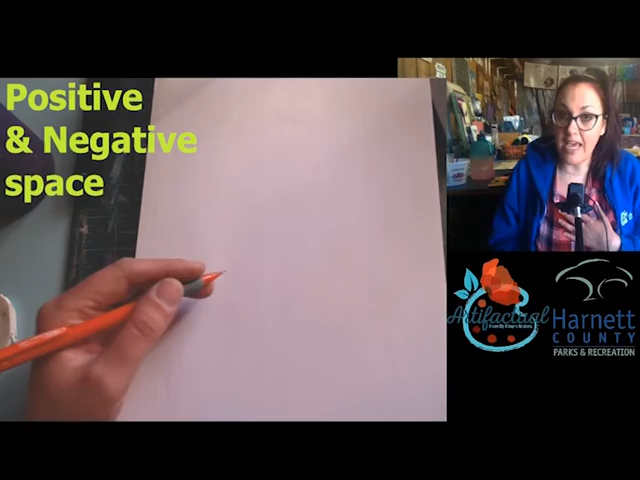 Positive
& Negative
space
Artifactual
Harnett
COUNTY
PARKS & RECREATION